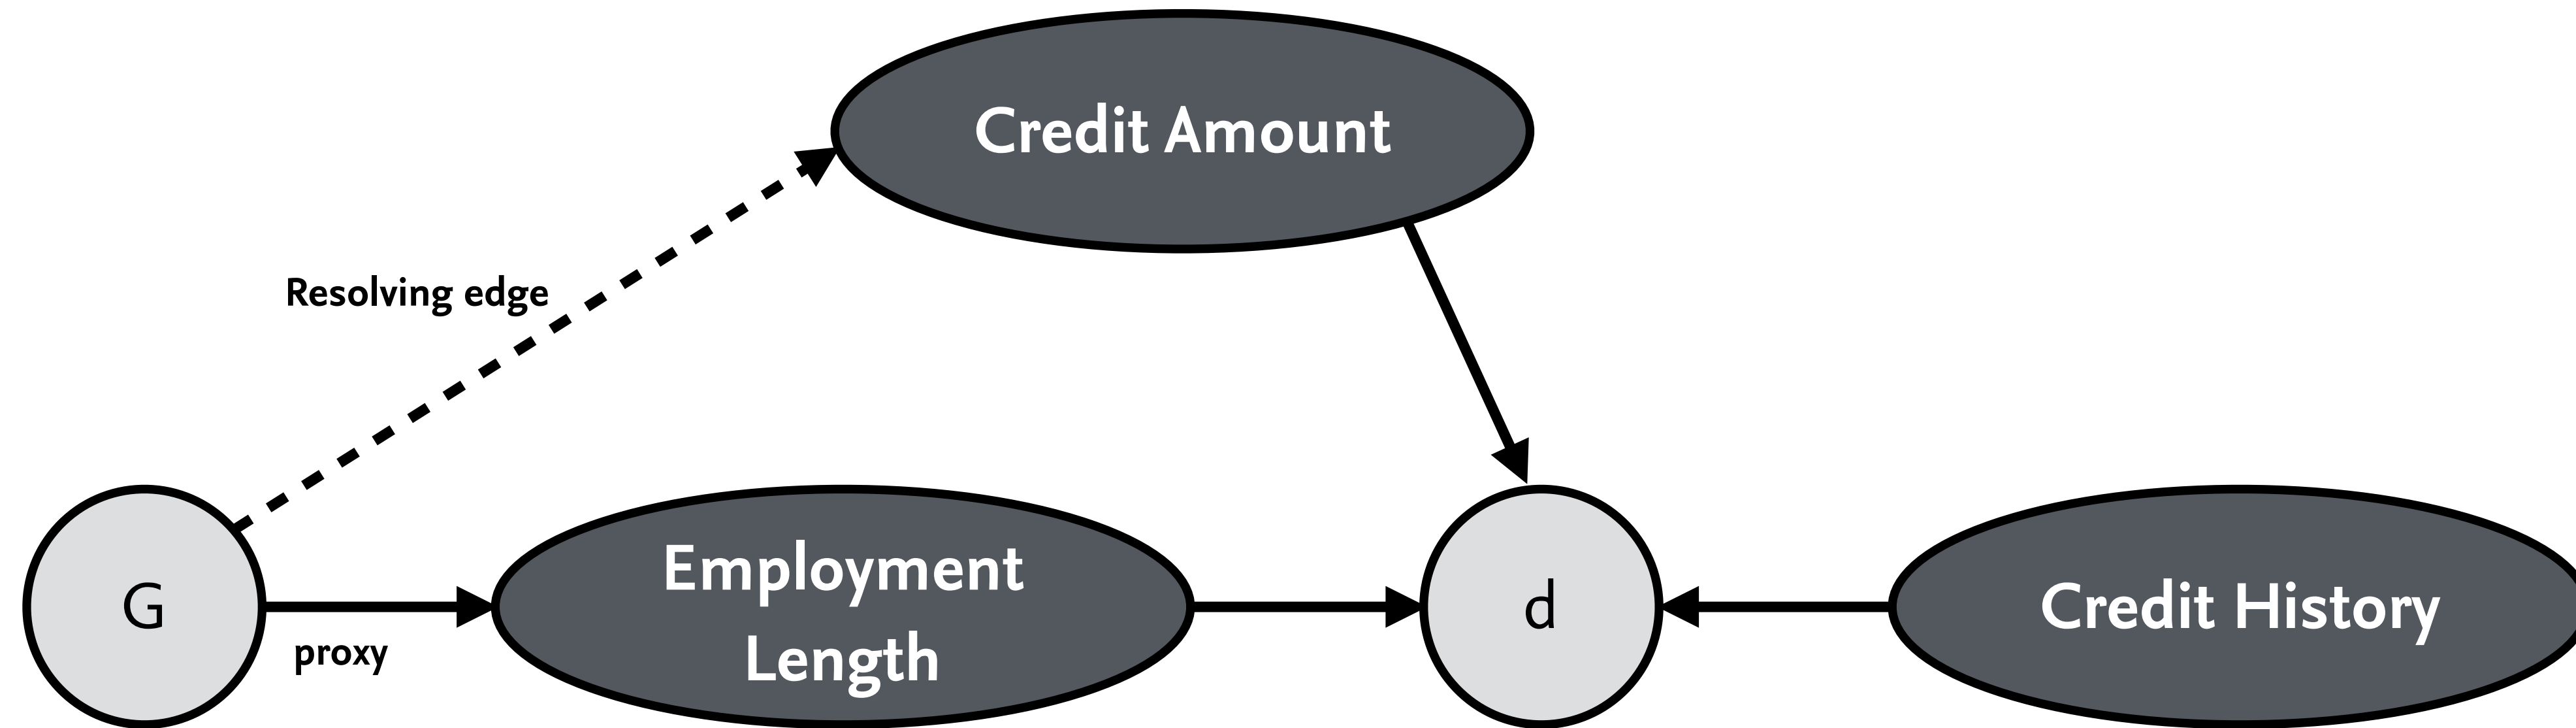 Credit Amount
Resolving edge
G
proxy
Employment
Length
d
Credit History